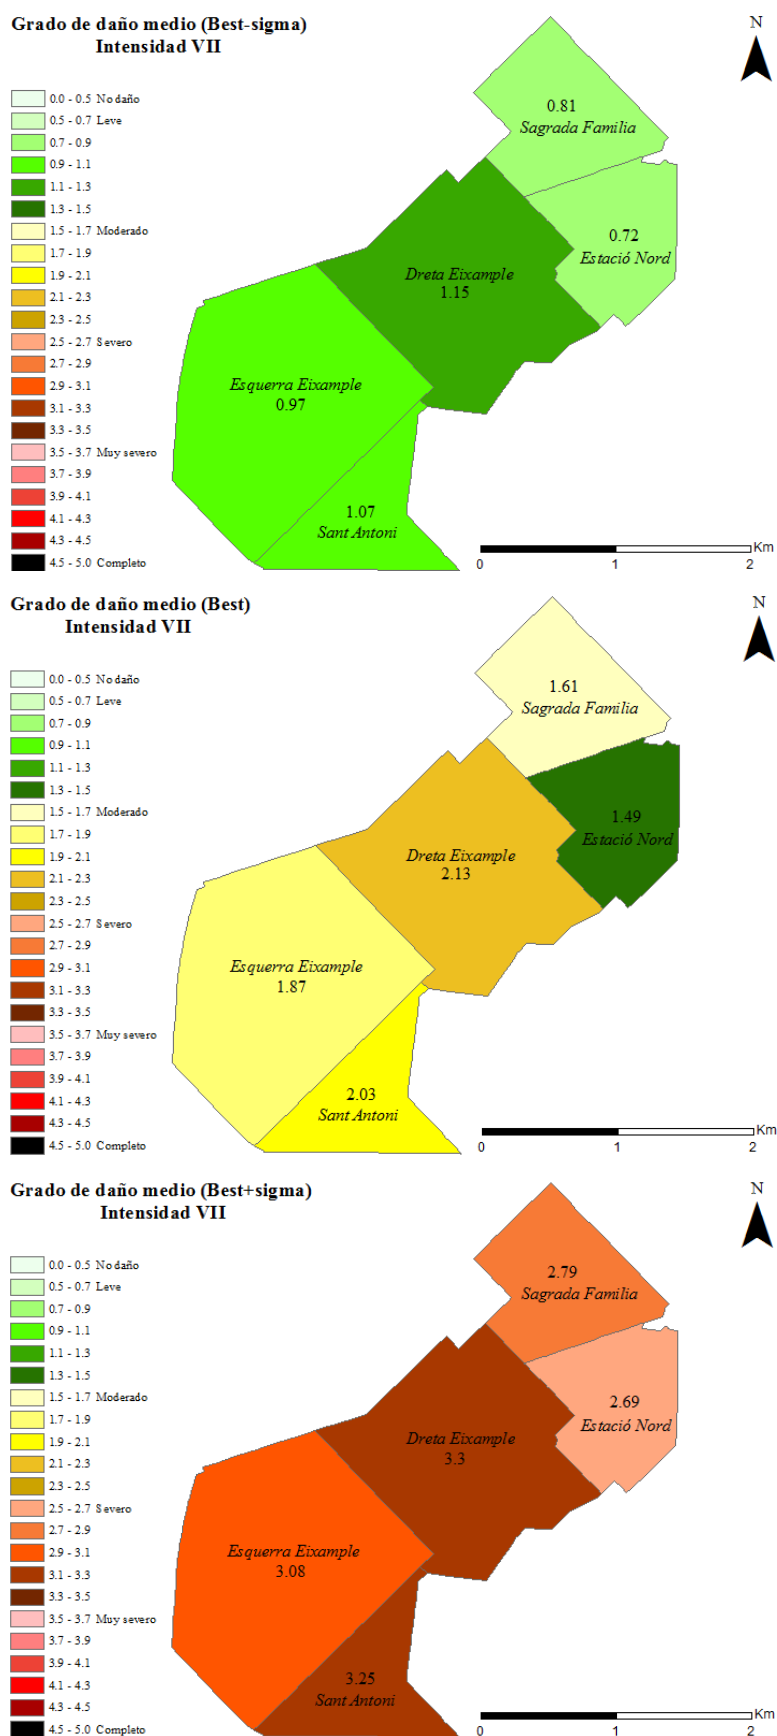 Grado de daño medio (Best-sigma)
Intensidad VII
N
0.0 - 0.5 No daño
0.5 - 0.7 Leve
0.7 - 0.9
0.9 - 1.1
1.1 - 1.3
1.3 - 1.5
1.5 - 1.7 Moderado
1.7 - 1.9
1.9 - 2.1
2.1 - 2.3
2.3 - 2.5
2.5 - 2.7 Severo
2.7 - 2.9
2.9 - 3.1
3.1 - 3.3
3.3 - 3.5
3.5 - 3.7 Muy severo
3.7 - 3.9
3.9 - 4.1
4.1 - 4.3
4.3 - 4.5
4.5 - 5.0 Completo
0.81
Sagrada Familia
0.72
Estació Nord
Dreta Eixample
1.15
Esquerra Eixample
0.97
1.07
Sant Antoni
Km
0 1 2
Grado de daño medio (Best)
Intensidad VII
N
0.0 - 0.5 No daño
0.5 - 0.7 Leve
0.7 - 0.9
0.9 - 1.1
1.1 - 1.3
1.3 - 1.5
1.5 - 1.7 Moderado
1.7 - 1.9
1.9 - 2.1
2.1 - 2.3
2.3 - 2.5
2.5 - 2.7 Severo
2.7 - 2.9
2.9 - 3.1
3.1 - 3.3
3.3 - 3.5
3.5 - 3.7 Muy severo
3.7 - 3.9
3.9 - 4.1
4.1 - 4.3
4.3 - 4.5
4.5 - 5.0 Completo
1.61
Sagrada Familia
1.49
Estació Nord
Dreta Eixample
2.13
Esquerra Eixample
1.87
2.03
Sant Antoni
Km
0 1 2
Grado de daño medio (Best+sigma)
Intensidad VII
N
0.0 - 0.5 No daño
0.5 - 0.7 Leve
0.7 - 0.9
0.9 - 1.1
1.1 - 1.3
1.3 - 1.5
1.5 - 1.7 Moderado
1.7 - 1.9
1.9 - 2.1
2.1 - 2.3
2.3 - 2.5
2.5 - 2.7 Severo
2.7 - 2.9
2.9 - 3.1
3.1 - 3.3
3.3 - 3.5
3.5 - 3.7 Muy severo
3.7 - 3.9
3.9 - 4.1
4.1 - 4.3
4.3 - 4.5
4.5 - 5.0 Completo
2.79
Sagrada Familia
2.69
Estació Nord
Dreta Eixample
3.3
Esquerra Eixample
3.08
3.25
Sant Antoni
Km
0 1 2